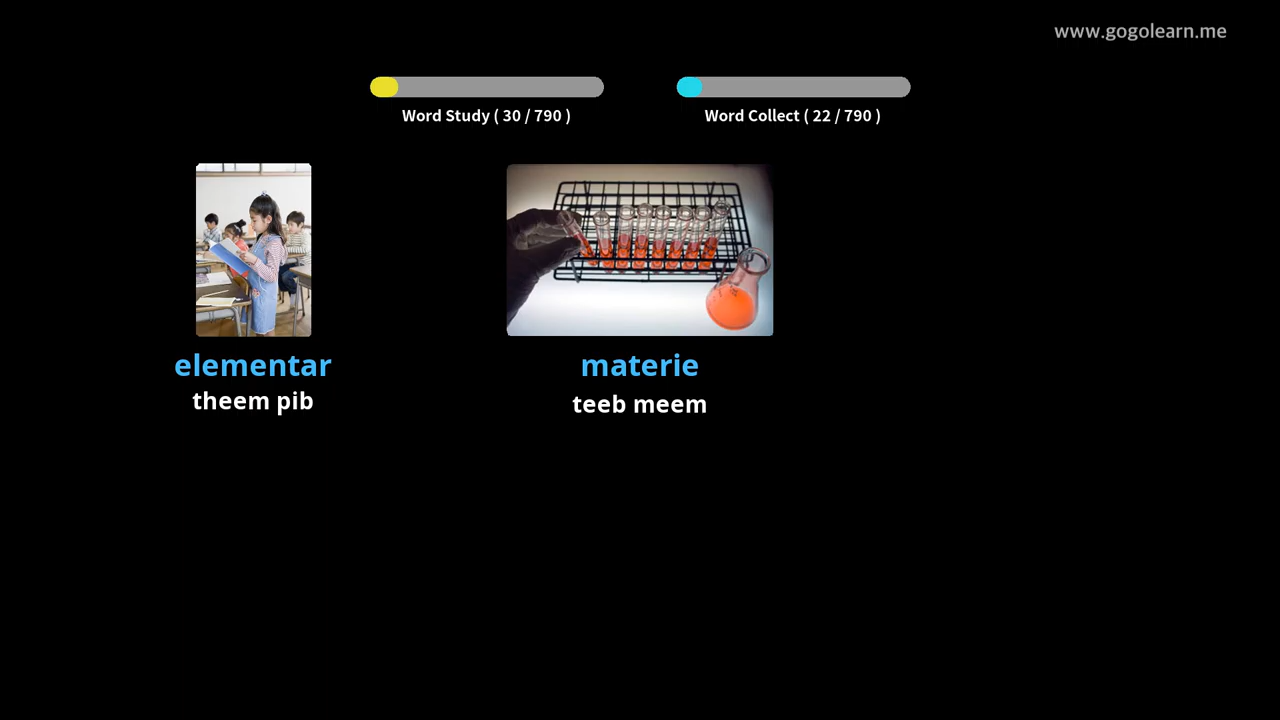 www.gogolearn.me
Word Study ( 30 / 790 )
Word Collect ( 22 / 790 )
elementar
theem pib
materie
teeb meem